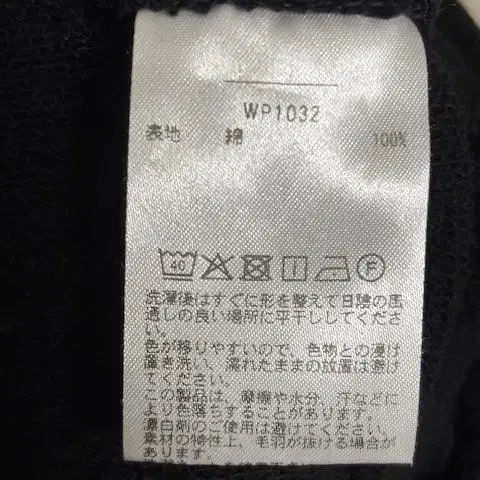 WP1032
表地 綿 100%
40 F
洗濯後はすぐに形を整えて日陰の風
通しの良い場所に平干ししてくださ
い。
色が移りやすいので、色物との浸け
置き洗い、濡れたままの放置は避け
てください。
この製品は、摩擦や水分、汗などに
より色落ちすることがあります。
漂白剤のご使用は避けてください。
素材の特性上、毛羽が抜ける場合が
あります。